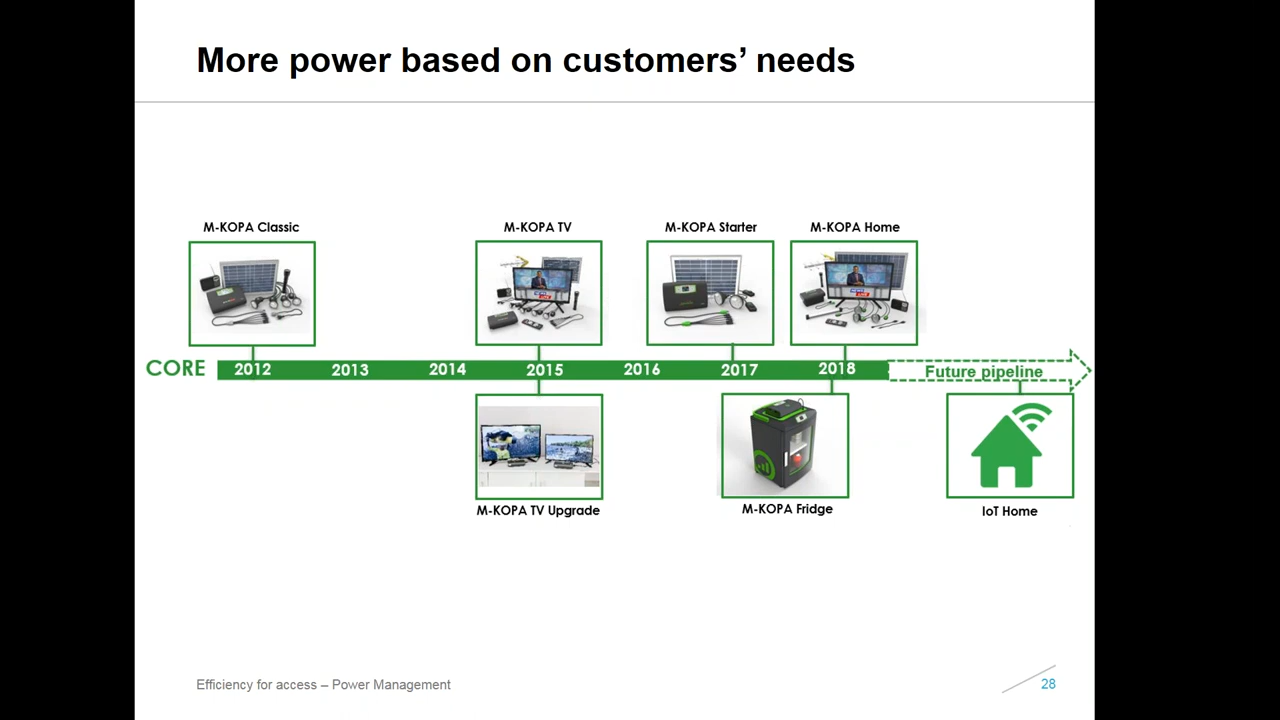 More power based on customers’ needs
M-KOPA Classic
M-KOPA TV
M-KOPA Starter
M-KOPA Home
CORE
2012
2013
2014
2015
2016
2017
2018
Future pipeline
M-KOPA TV Upgrade
M-KOPA Fridge
IoT Home
Efficiency for access – Power Management
28